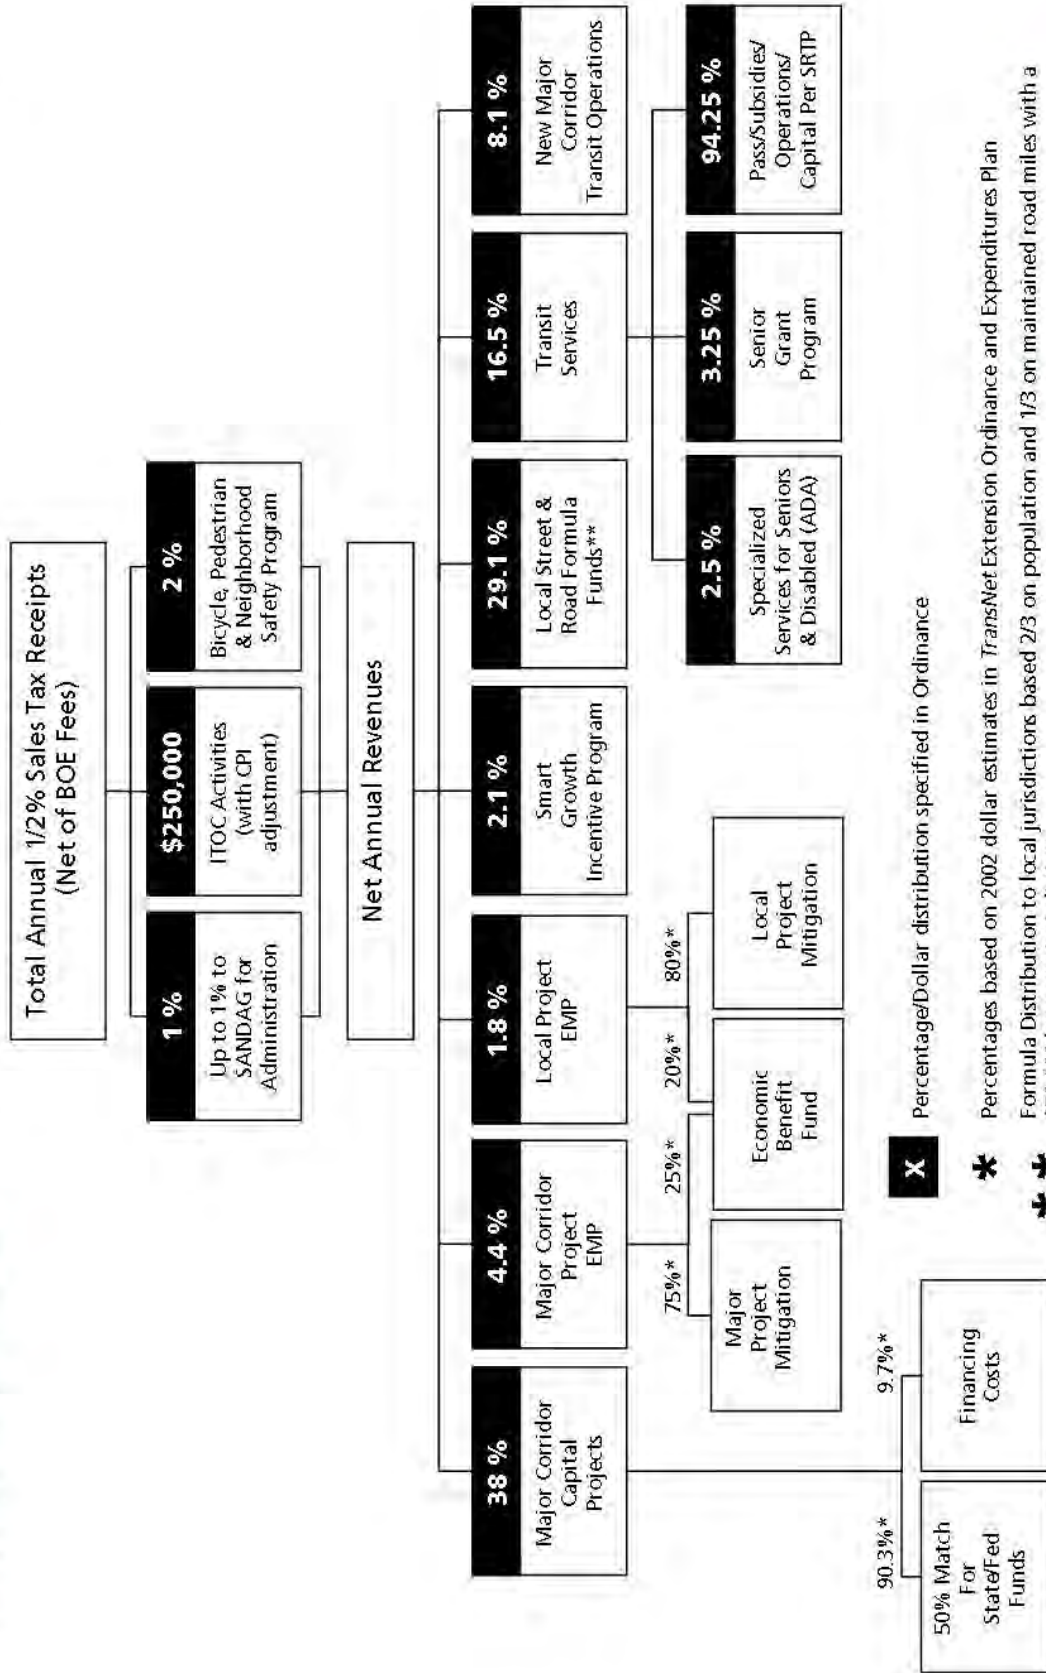 Total Annual 1/2% Sales Tax Receipts
(Net of BOE Fees)
1 %
Up to 1% to
SANDAG for
Administration
$250,000
ITOC Activities
(with CPI
adjustment)
2 %
Bicycle, Pedestrian
& Neighborhood
Safety Program
Net Annual Revenues
38 %
Major Corridor
Capital
Projects
4.4 %
Major Corridor
Project
EMP
1.8 %
Local Project
EMP
2.1 %
Smart
Growth
Incentive Program
29.1 %
Local Street &
Road Formula
Funds**
16.5 %
Transit
Services
8.1 %
New Major
Corridor
Transit Operations
75%*
25%*
20%*
80%*
Major
Project
Mitigation
Economic
Benefit
Fund
Local
Project
Mitigation
2.5 %
Specialized
Services for Seniors
& Disabled (ADA)
3.25 %
Senior
Grant
Program
94.25 %
Pass/Subsidies/
Operations/
Capital Per SRTP
90.3%*
9.7%*
50% Match
For
State/Fed
Funds
Financing
Costs
X Percentage/Dollar distribution specified in Ordinance
* Percentages based on 2002 dollar estimates in TransNet Extension Ordinance and Expenditures Plan
** Formula Distribution to local jurisdictions based 2/3 on population and 1/3 on maintained road miles with a